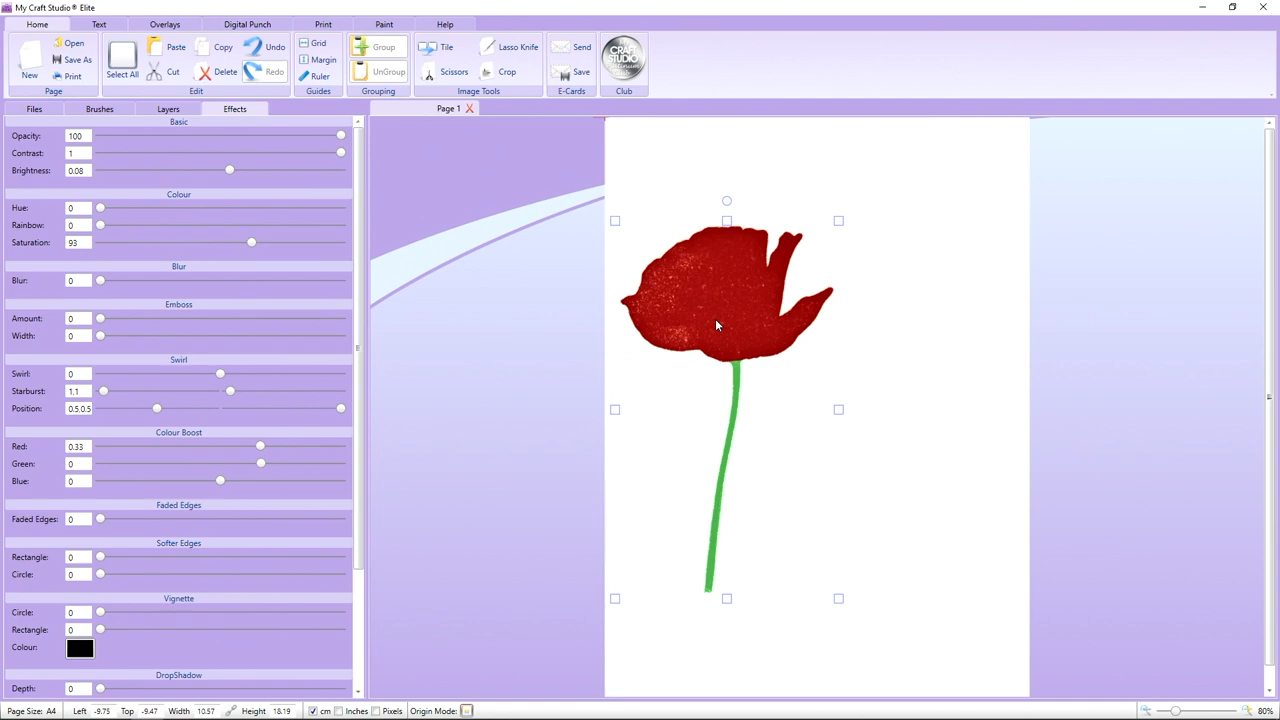 My Craft Studio® Elite
Home Text Overlays Digital Punch Print Paint Help
New Open Save As Print Page
Select All Paste Copy Undo Cut Delete Redo Edit
Grid Margin Ruler Guides
Group UnGroup Grouping
Tile Lasso Knife Scissors Crop Image Tools
Send Save E-Cards
CRAFT STUDIO Club
Files Brushes Layers Effects Page 1
Basic
Opacity: 100
Contrast: 1
Brightness: 0.08
Colour
Hue: 0
Rainbow: 0
Saturation: 93
Blur
Blur: 0
Emboss
Amount: 0
Width: 0
Swirl
Swirl: 0
Starburst: 1,1
Position: 0.5,0.5
Colour Boost
Red: 0.33
Green: 0
Blue: 0
Faded Edges
Faded Edges: 0
Softer Edges
Rectangle: 0
Circle: 0
Vignette
Circle: 0
Rectangle: 0
Colour:
DropShadow
Depth: 0
Page Size: A4 Left -9.75 Top -9.47 Width 10.57 Height 18.19 cm Inches Pixels Origin Mode: 80%